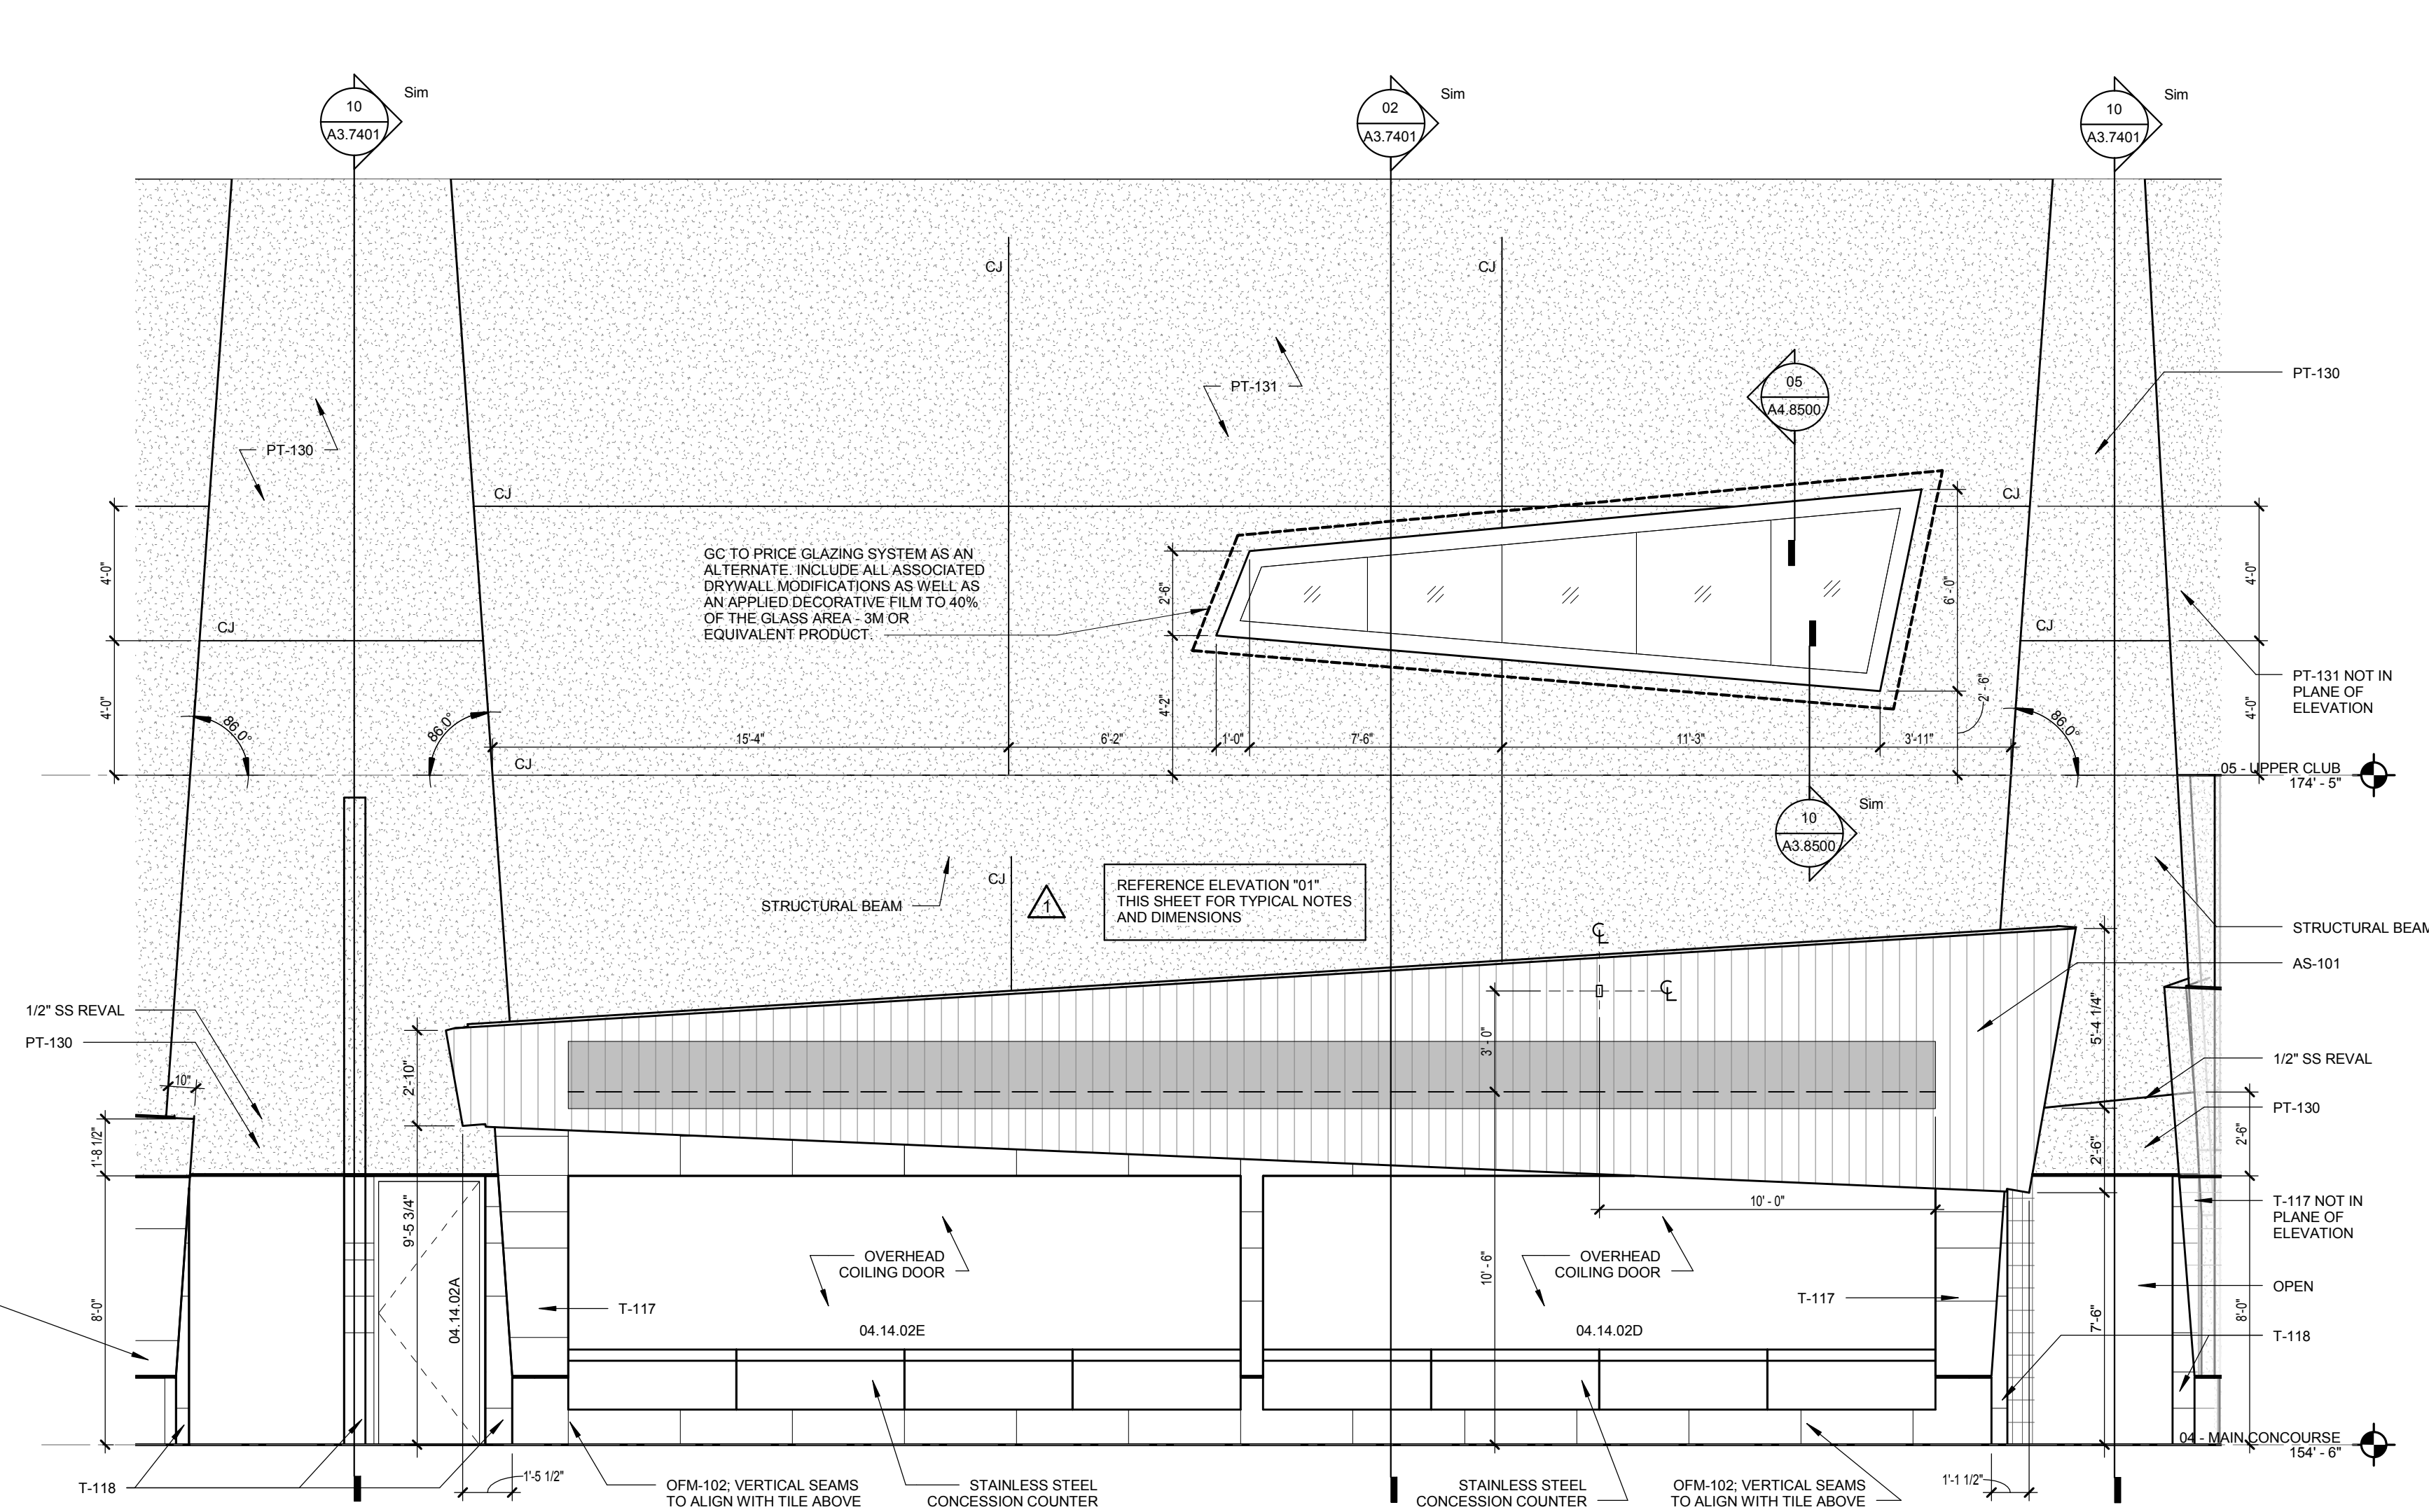 10
A3.7401
Sim
02
A3.7401
Sim
10
A3.7401
Sim
CJ
CJ
PT-131
PT-130
05
A4.8500
PT-130
CJ
CJ
GC TO PRICE GLAZING SYSTEM AS AN
ALTERNATE. INCLUDE ALL ASSOCIATED
DRYWALL MODIFICATIONS AS WELL AS
AN APPLIED DECORATIVE FILM TO 40%
OF THE GLASS AREA - 3M OR
EQUIVALENT PRODUCT.
4'-0"
2'-6"
6' -0"
4'-0"
CJ
CJ
PT-131 NOT IN
PLANE OF
ELEVATION
4'-0"
4'-2"
2' -6"
4'-0"
86.0°
86.0°
86.0°
15'-4"
6'-2"
1'-0"
7'-6"
11'-3"
3'-11"
CJ
05 - UPPER CLUB
174' - 5"
10
A3.8500
Sim
CJ
1
REFERENCE ELEVATION "01"
THIS SHEET FOR TYPICAL NOTES
AND DIMENSIONS
STRUCTURAL BEAM
STRUCTURAL BEAM
AS-101
CL
CL
1/2" SS REVAL
PT-130
10"
2'-10"
3' - 0"
5'-4 1/4"
1/2" SS REVAL
PT-130
1'-8 1/2"
2'-6"
2'-6"
9'-5 3/4"
10' - 0"
T-117 NOT IN
PLANE OF
ELEVATION
OVERHEAD
COILING DOOR
OVERHEAD
COILING DOOR
10' - 6"
OPEN
8'-0"
04.14.02A
T-117
T-117
7'-6"
8'-0"
04.14.02E
04.14.02D
T-118
04 - MAIN CONCOURSE
154' - 6"
T-118
1'-5 1/2"
OFM-102; VERTICAL SEAMS
TO ALIGN WITH TILE ABOVE
STAINLESS STEEL
CONCESSION COUNTER
STAINLESS STEEL
CONCESSION COUNTER
OFM-102; VERTICAL SEAMS
TO ALIGN WITH TILE ABOVE
1'-1 1/2"